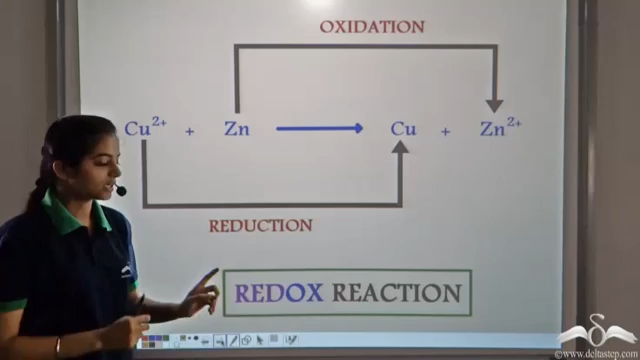 OXIDATION
Cu²⁺ + Zn ⟶ Cu + Zn²⁺
REDUCTION
REDOX REACTION
©www.deltastep.com